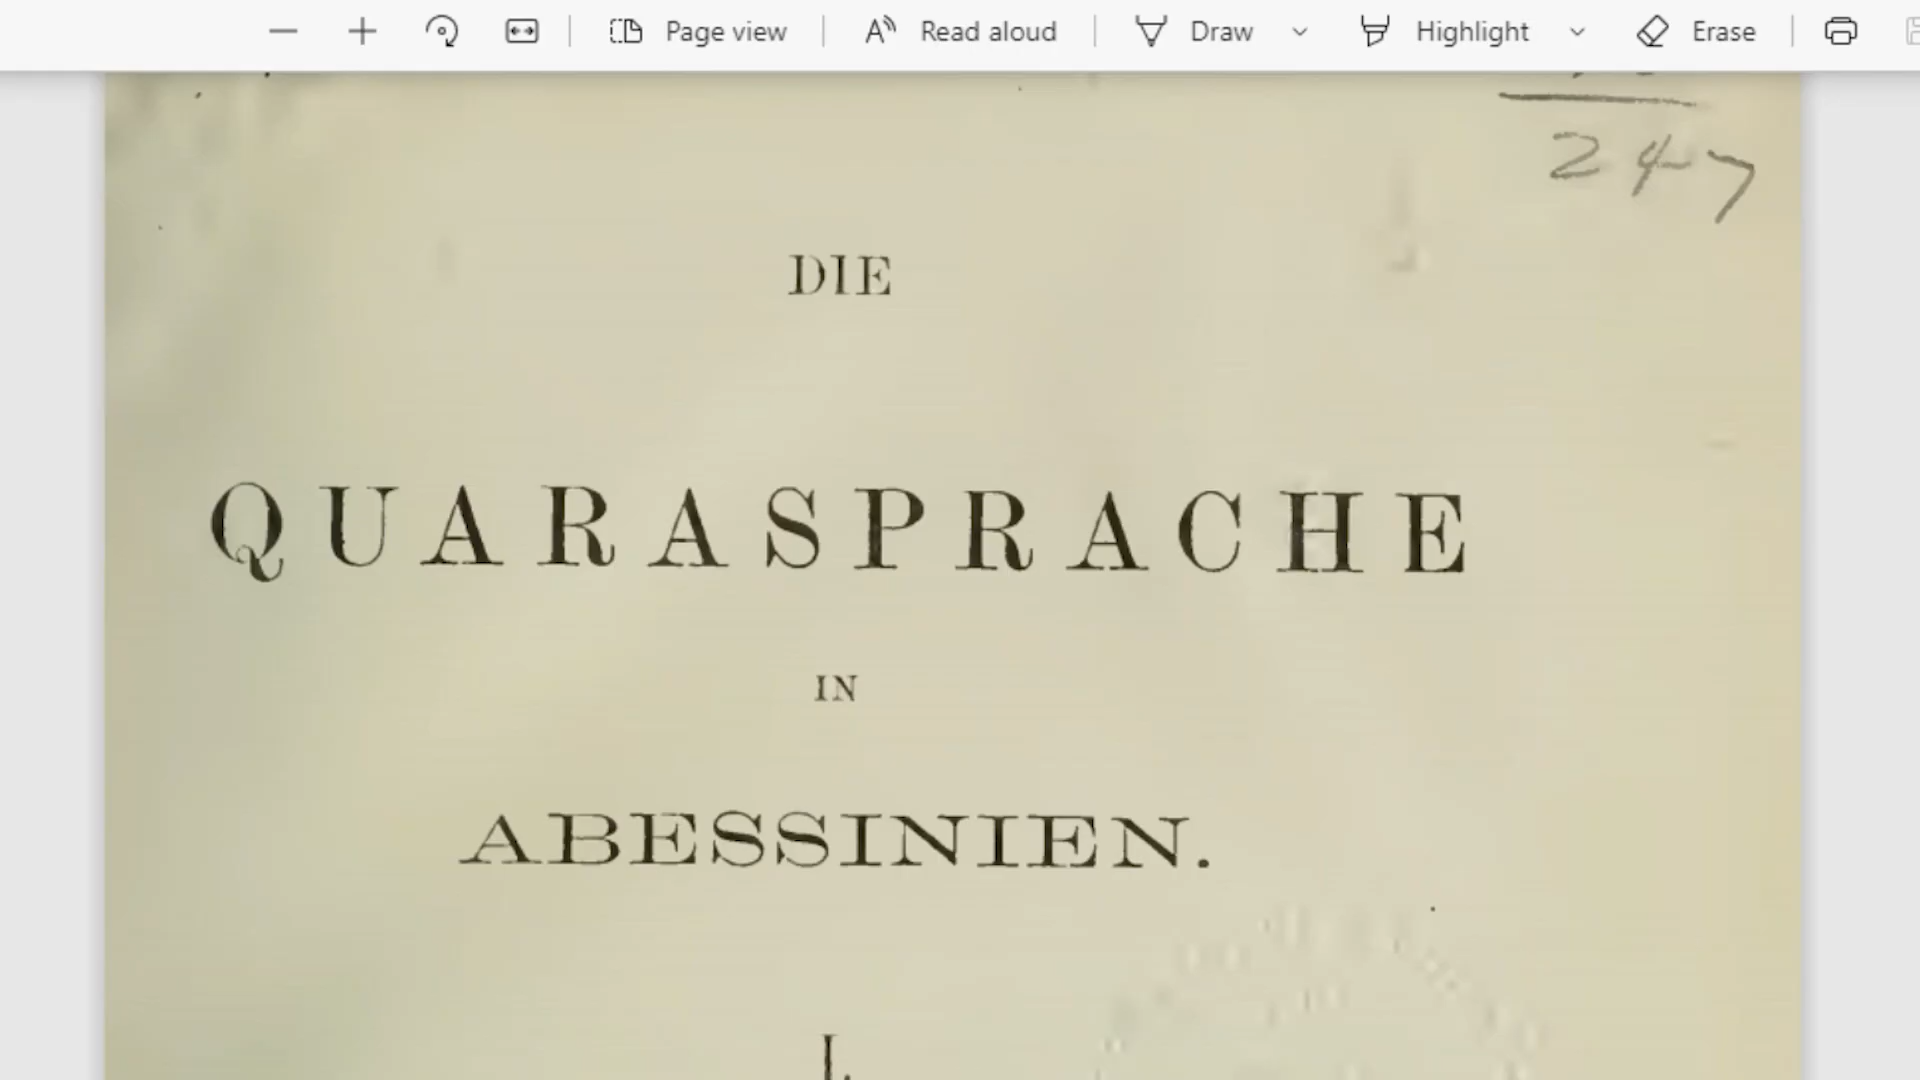 Page view Read aloud Draw Highlight Erase
247
DIE
QUARASPRACHE
IN
ABESSINIEN.
I.